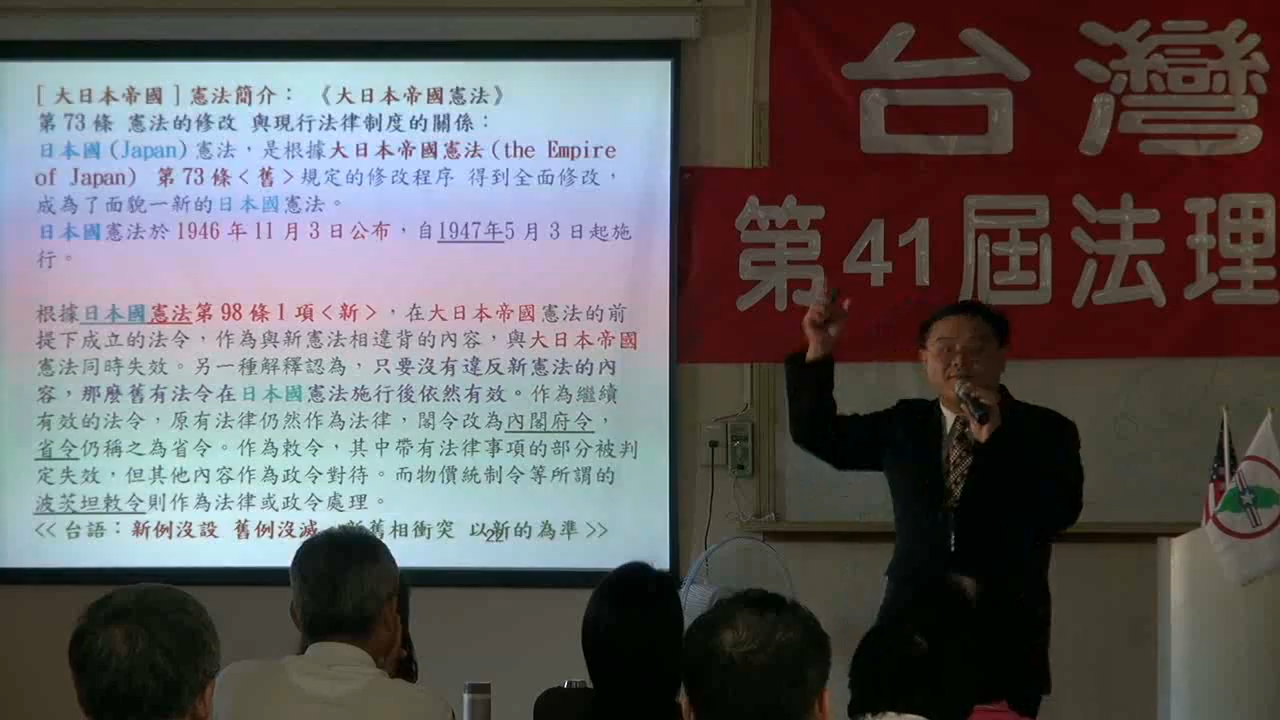 [ 大日本帝國 ] 憲法簡介： 《大日本帝國憲法》
第 73 條 憲法的修改 與現行法律制度的關係：
日本國(Japan)憲法，是根據大日本帝國憲法(the Empire
of Japan) 第 73 條＜舊＞規定的修改程序 得到全面修改，
成為了面貌一新的日本國憲法。
日本國憲法於 1946 年 11 月 3 日公布，自1947年5 月 3 日起施
行。
根據日本國憲法第 98 條 1 項＜新＞，在大日本帝國憲法的前
提下成立的法令，作為與新憲法相違背的內容，與大日本帝國
憲法同時失效。另一種解釋認為，只要沒有違反新憲法的內
容，那麼舊有法令在日本國憲法施行後依然有效。作為繼續
有效的法令，原有法律仍然作為法律，閣令改為內閣府令，
省令仍稱之為省令。作為敕令，其中帶有法律事項的部分被判
定失效，但其他內容作為政令對待。而物價統制令等所謂的
波茨坦敕令則作為法律或政令處理。
<< 台語：新例沒設 舊例沒滅 新舊相衝突 以新的為準 >>
22
台灣
第41屆法理